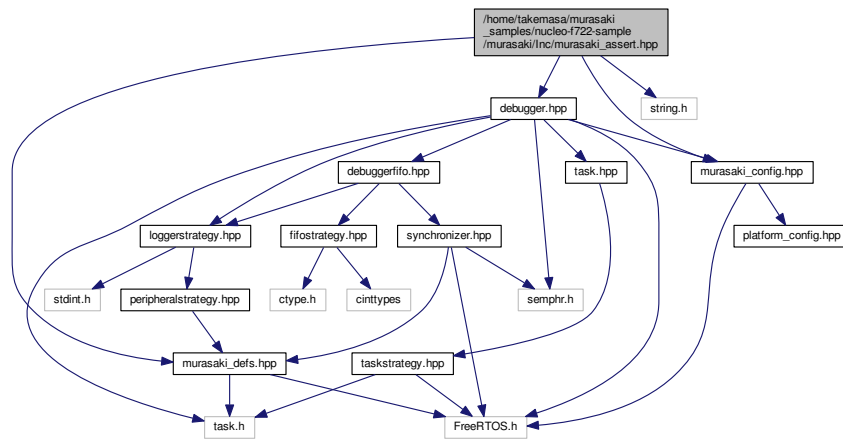 /home/takemasa/murasaki
_samples/nucleo-f722-sample
/murasaki/Inc/murasaki_assert.hpp
debugger.hpp
string.h
debuggerfifo.hpp
task.hpp
murasaki_config.hpp
loggerstrategy.hpp
fifostrategy.hpp
synchronizer.hpp
platform_config.hpp
stdint.h
peripheralstrategy.hpp
ctype.h
cinttypes
semphr.h
murasaki_defs.hpp
taskstrategy.hpp
task.h
FreeRTOS.h